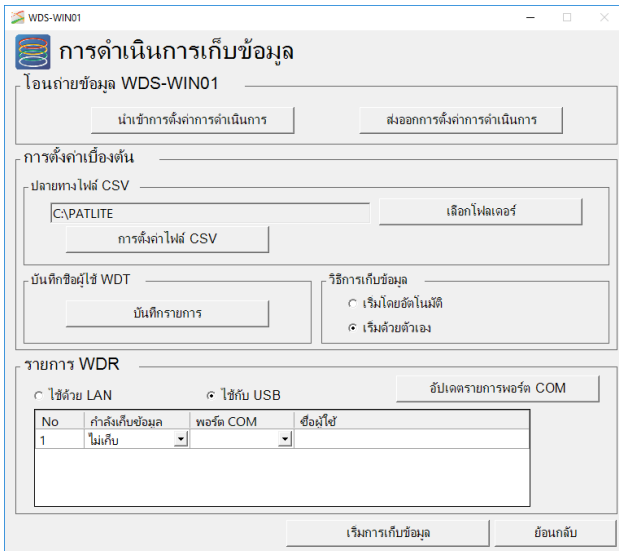 WDS-WIN01
การดำเนินการเก็บข้อมูล
โอนถ่ายข้อมูล WDS-WIN01
นำเข้าการตั้งค่าการดำเนินการ ส่งออกการตั้งค่าการดำเนินการ
การตั้งค่าเบื้องต้น
ปลายทางไฟล์ CSV
C:\PATLITE เลือกโฟลเดอร์
การตั้งค่าไฟล์ CSV
บันทึกชื่อผู้ใช้ WDT วิธีการเก็บข้อมูล
เริ่มโดยอัตโนมัติ
บันทึกรายการ
เริ่มด้วยตัวเอง
รายการ WDR
อัปเดตรายการพอร์ต COM
ใช้ด้วย LAN ใช้กับ USB
No กำลังเก็บข้อมูล พอร์ต COM ชื่อผู้ใช้
1 ไม่เก็บ
เริ่มการเก็บข้อมูล ย้อนกลับ